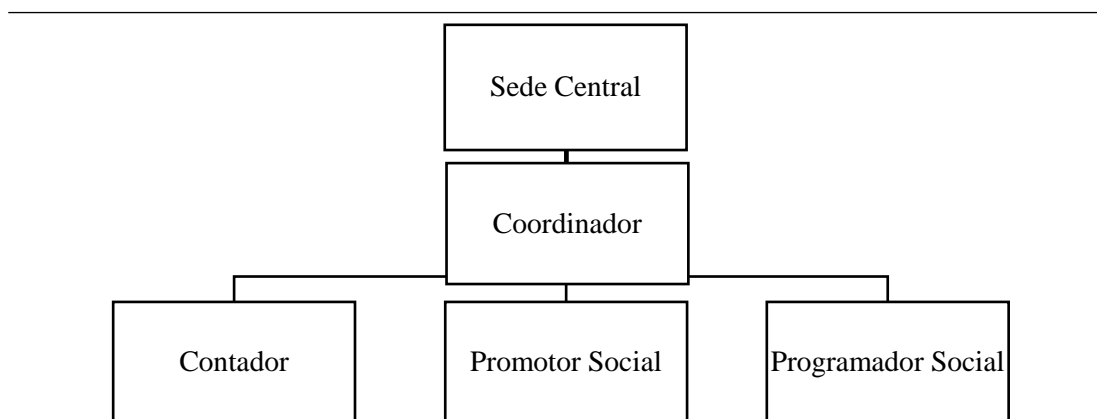 Sede Central
Coordinador
Contador
Promotor Social
Programador Social